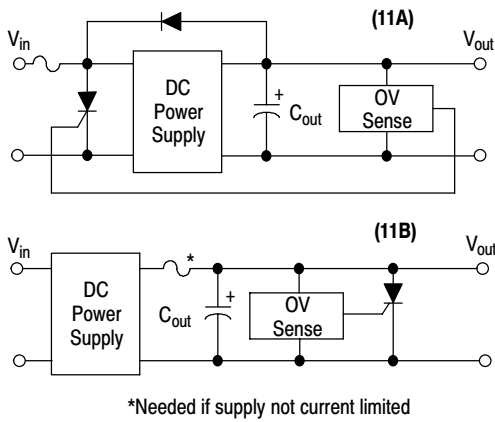 (11A)
V_in
V_out
DC
Power
Supply
+
C_out
OV
Sense
(11B)
V_in
V_out
*
DC
Power
Supply
+
C_out
OV
Sense
*Needed if supply not current limited